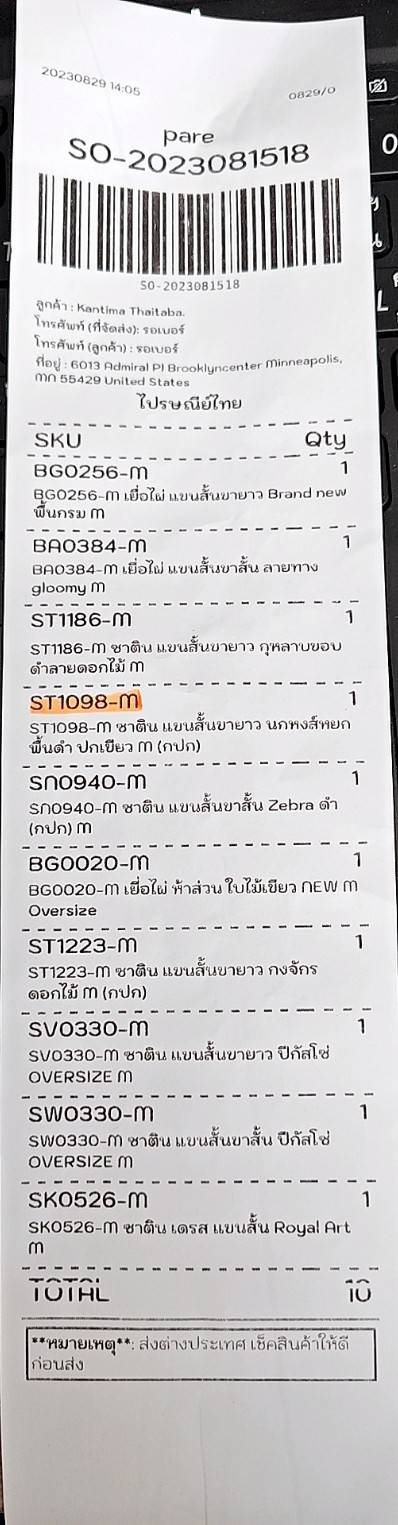 20230829 14:05
0829/0
pare
SO-2023081518
SO-2023081518
ลูกค้า : Kantima Thaitaba.
โทรศัพท์ (ที่จัดส่ง): รอเบอร์
โทรศัพท์ (ลูกค้า) : รอเบอร์
ที่อยู่ : 6013 Admiral Pl Brooklyncenter Minneapolis,
mn 55429 United States
ไปรษณีย์ไทย
SKU Qty
BG0256-M 1
BG0256-M เยื่อไผ่ แขนสั้นขายาว Brand new
พื้นกรม M
BA0384-M 1
BA0384-M เยื่อไผ่ แขนสั้นขาสั้น ลายทาง
gloomy M
ST1186-M 1
ST1186-M ซาติน แขนสั้นขายาว กุหลาบขอบ
ดำลายดอกไม้ M
ST1098-M 1
ST1098-M ซาติน แขนสั้นขายาว นกหงส์หยก
พื้นดำ ปกเขียว M (กปก)
SN0940-M 1
SN0940-M ซาติน แขนสั้นขาสั้น Zebra ดำ
(กปก) M
BG0020-M 1
BG0020-M เยื่อไผ่ ห้าส่วน ใบไม้เขียว NEW M
Oversize
ST1223-M 1
ST1223-M ซาติน แขนสั้นขายาว กงจักร
ดอกไม้ M (กปก)
SV0330-M 1
SV0330-M ซาติน แขนสั้นขายาว ปีกัสโซ่
OVERSIZE M
SW0330-M 1
SW0330-M ซาติน แขนสั้นขาสั้น ปีกัสโซ่
OVERSIZE M
SK0526-M 1
SK0526-M ซาติน เดรส แขนสั้น Royal Art
M
TOTAL 10
**หมายเหตุ**: ส่งต่างประเทศ เช็คสินค้าให้ดี
ก่อนส่ง